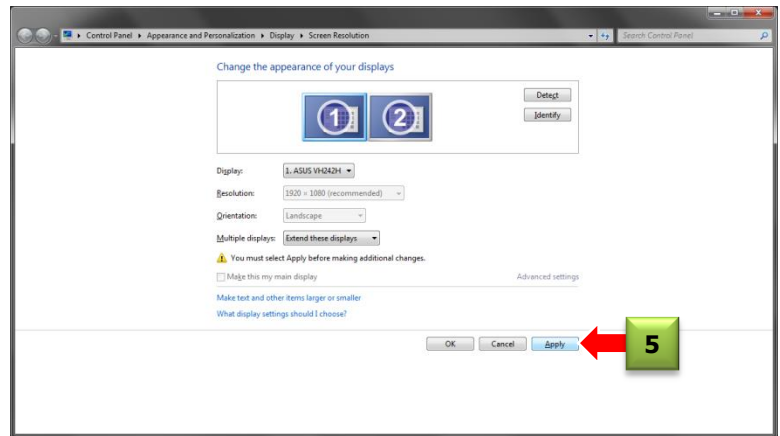 Control Panel ▸ Appearance and Personalization ▸ Display ▸ Screen Resolution
Search Control Panel
Change the appearance of your displays
1 2
Detect
Identify
Display: 1. ASUS VH242H
Resolution: 1920 × 1080 (recommended)
Orientation: Landscape
Multiple displays: Extend these displays
You must select Apply before making additional changes.
Make this my main display
Advanced settings
Make text and other items larger or smaller
What display settings should I choose?
OK Cancel Apply
5